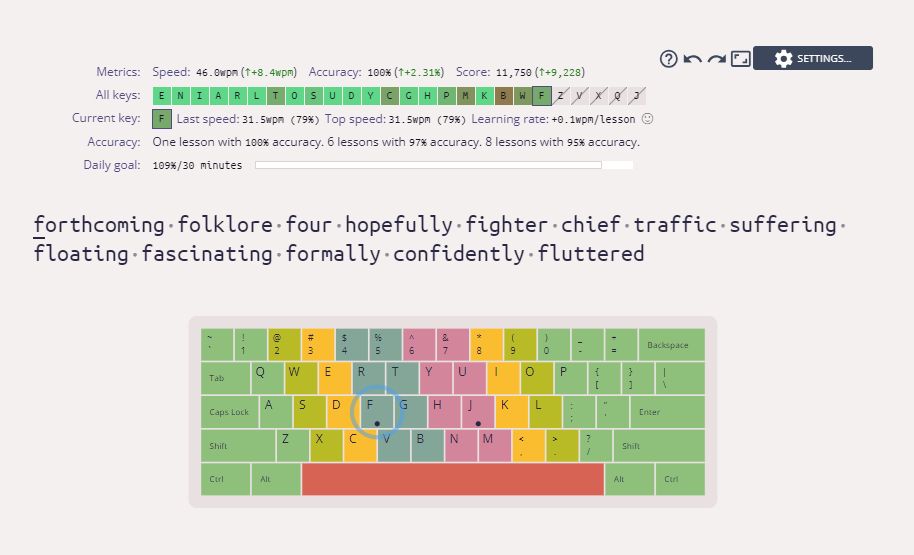 Metrics: Speed: 46.0wpm (↑+8.4wpm) Accuracy: 100% (↑+2.31%) Score: 11,750 (↑+9,228)
SETTINGS...
All keys: E N I A R L T O S U D Y C G H P M K B W F Z V X Q J
Current key: F Last speed: 31.5wpm (79%) Top speed: 31.5wpm (79%) Learning rate: +0.1wpm/lesson
Accuracy: One lesson with 100% accuracy. 6 lessons with 97% accuracy. 8 lessons with 95% accuracy.
Daily goal: 109%/30 minutes
forthcoming·folklore·four·hopefully·fighter·chief·traffic·suffering·
floating·fascinating·formally·confidently·fluttered
~ ! @ # $ % ^ & * ( ) _ +
` 1 2 3 4 5 6 7 8 9 0 - = Backspace
Tab Q W E R T Y U I O P { } |
[ ] \
Caps Lock A S D F G H J K L : " Enter
; '
Shift Z X C V B N M < > ? Shift
, . /
Ctrl Alt Alt Ctrl